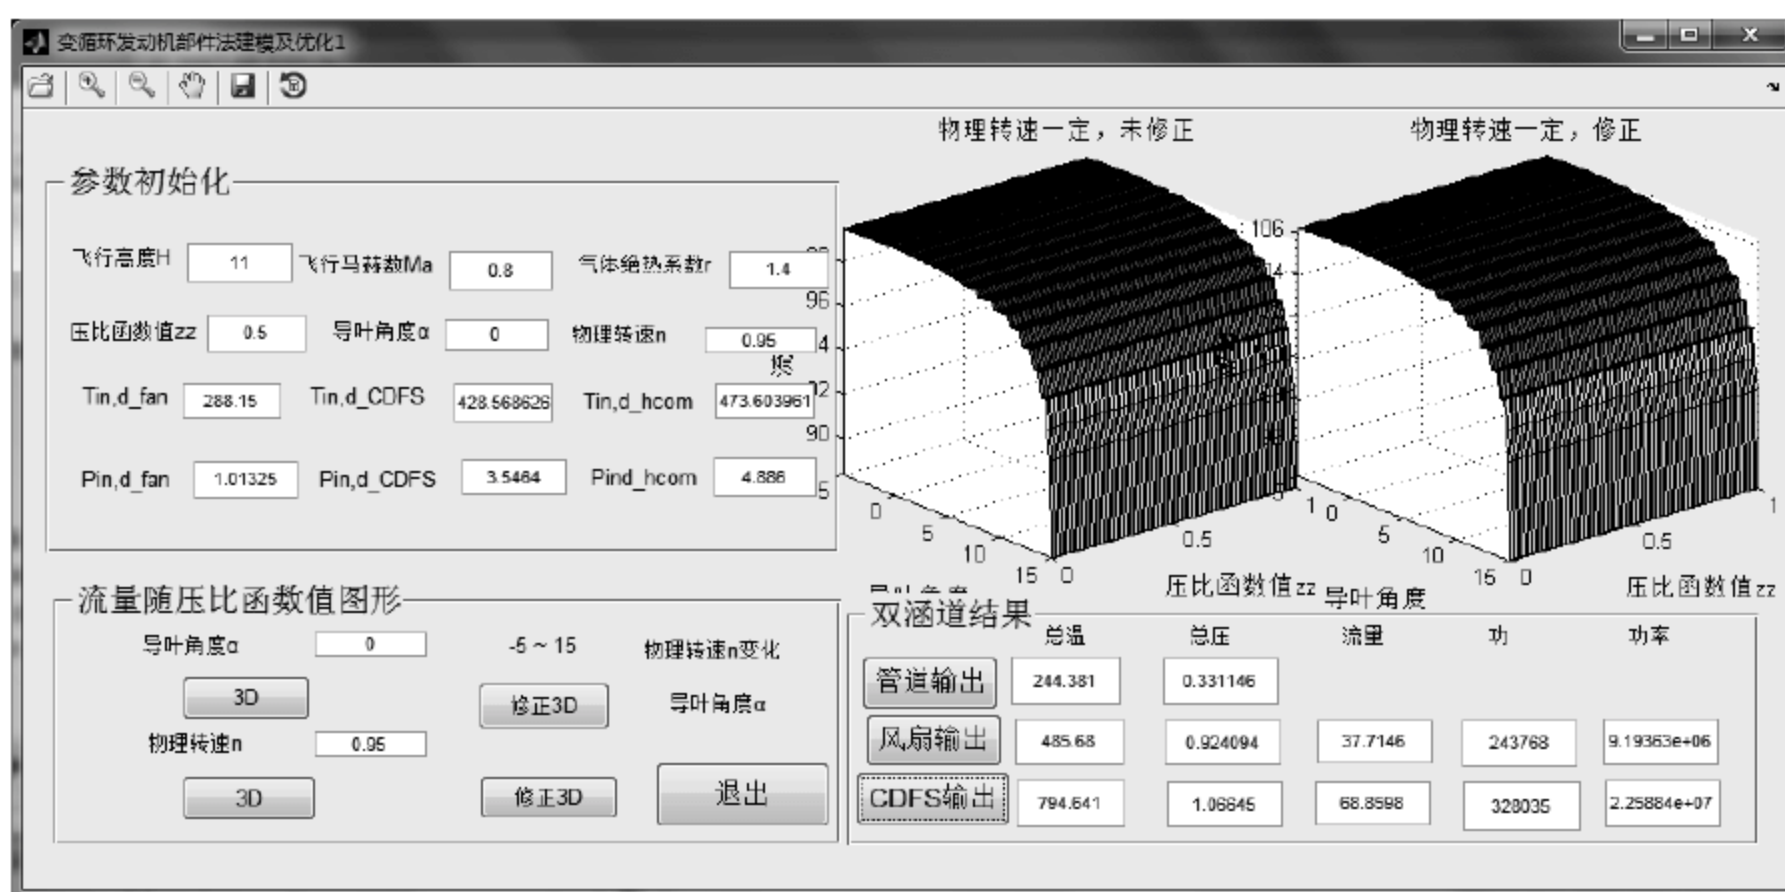 变循环发动机部件法建模及优化1
物理转速一定，未修正
物理转速一定，修正
参数初始化
飞行高度H 11 飞行马赫数Ma 0.8 气体绝热系数r 1.4
压比函数值zz 0.5 导叶角度α 0 物理转速n 0.95
Tin,d_fan 288.15 Tin,d_CDFS 428.568626 Tin,d_hcom 473.603961
Pin,d_fan 1.01325 Pin,d_CDFS 3.5464 Pind_hcom 4.886
96
90
0 5 10 15
0 0.5 1
压比函数值zz
106
0 5 10 15
0 0.5 1
导叶角度
压比函数值zz
流量随压比函数值图形
导叶角度α 0 -5 ~ 15 物理转速n变化
3D 修正3D 导叶角度α
物理转速n 0.95
3D 修正3D 退出
双涵道结果
总温 总压 流量 功 功率
管道输出 244.381 0.331146
风扇输出 485.68 0.924094 37.7146 243768 9.19363e+06
CDFS输出 794.641 1.06645 68.8598 328035 2.25884e+07